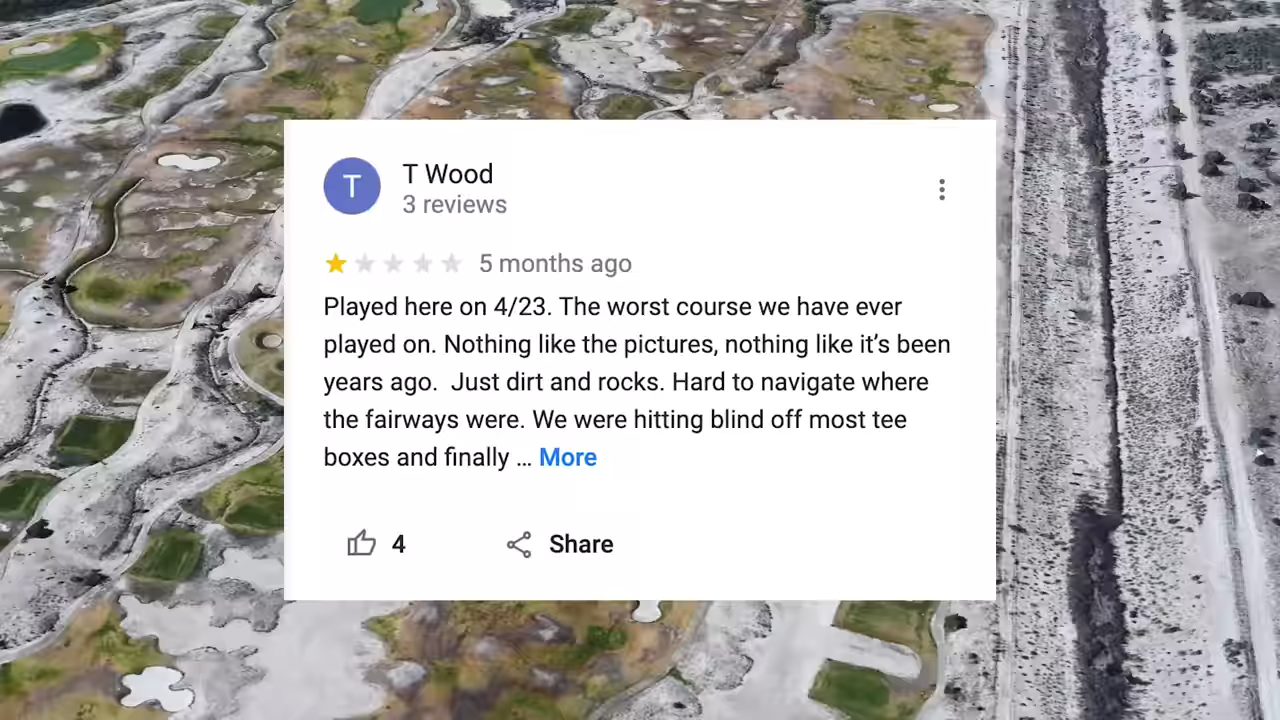 T
T Wood
3 reviews
5 months ago
Played here on 4/23. The worst course we have ever
played on. Nothing like the pictures, nothing like it’s been
years ago.  Just dirt and rocks. Hard to navigate where
the fairways were. We were hitting blind off most tee
boxes and finally … More
4
Share